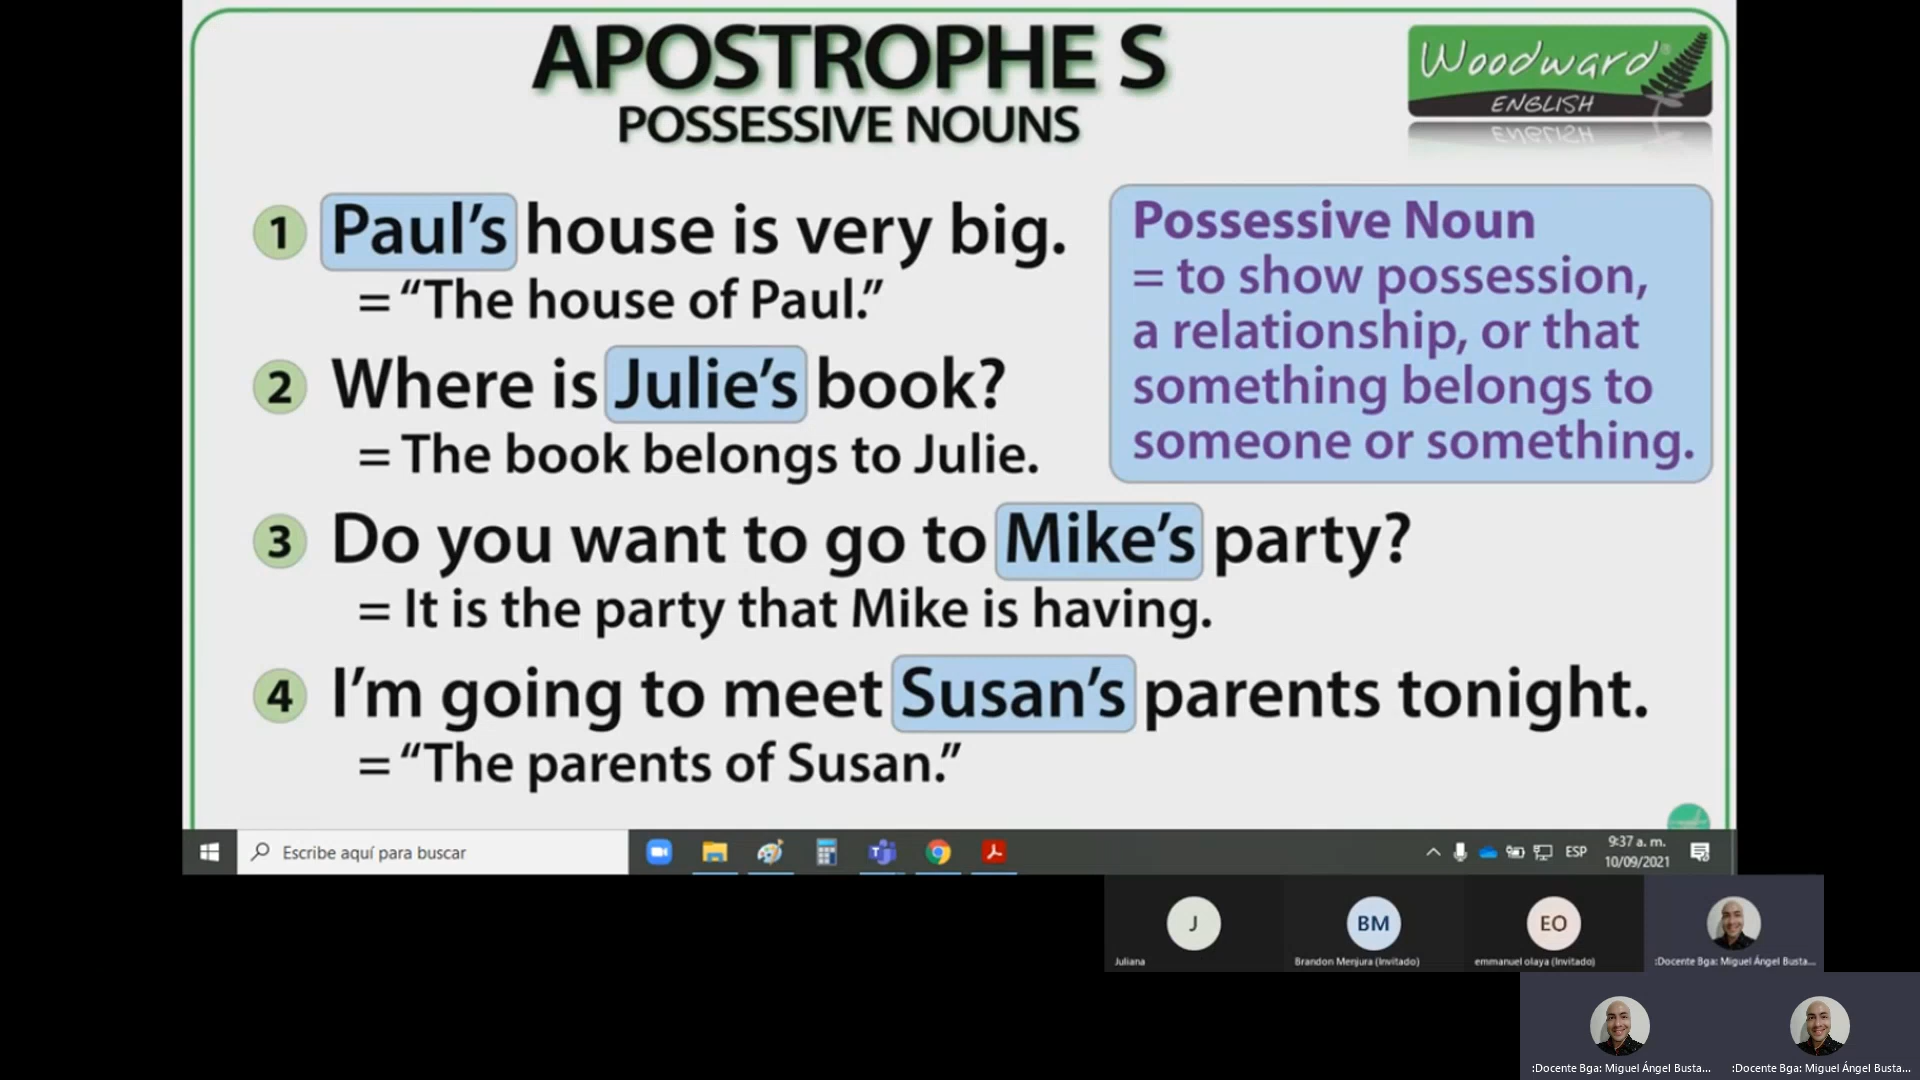 APOSTROPHE S
POSSESSIVE NOUNS
Woodward®
ENGLISH
1 Paul's house is very big.
= “The house of Paul.”
2 Where is Julie's book?
= The book belongs to Julie.
3 Do you want to go to Mike's party?
= It is the party that Mike is having.
4 I'm going to meet Susan's parents tonight.
= “The parents of Susan.”
Possessive Noun
= to show possession,
a relationship, or that
something belongs to
someone or something.
Escribe aquí para buscar
ESP
9:37 a. m.
10/09/2021
J
Juliana
BM
Brandon Menjura (Invitado)
EO
emmanuel olaya (Invitado)
:Docente Bga: Miguel Ángel Busta...
:Docente Bga: Miguel Ángel Busta...
:Docente Bga: Miguel Ángel Busta...